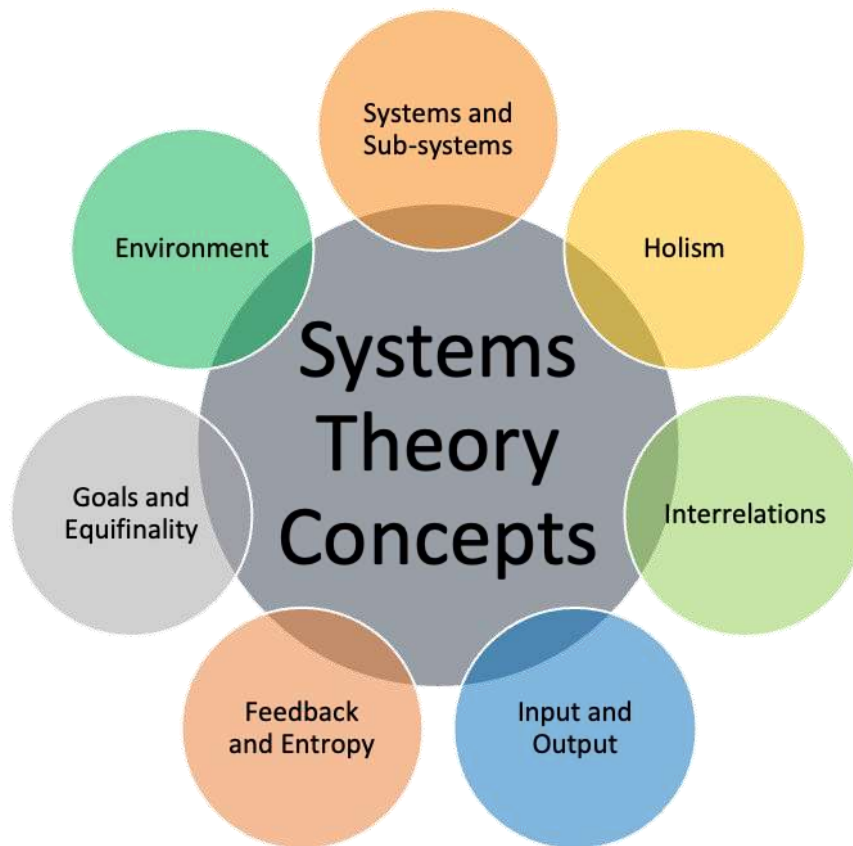 Systems and
Sub-systems
Holism
Interrelations
Input and
Output
Feedback
and Entropy
Goals and
Equifinality
Environment
Systems
Theory
Concepts